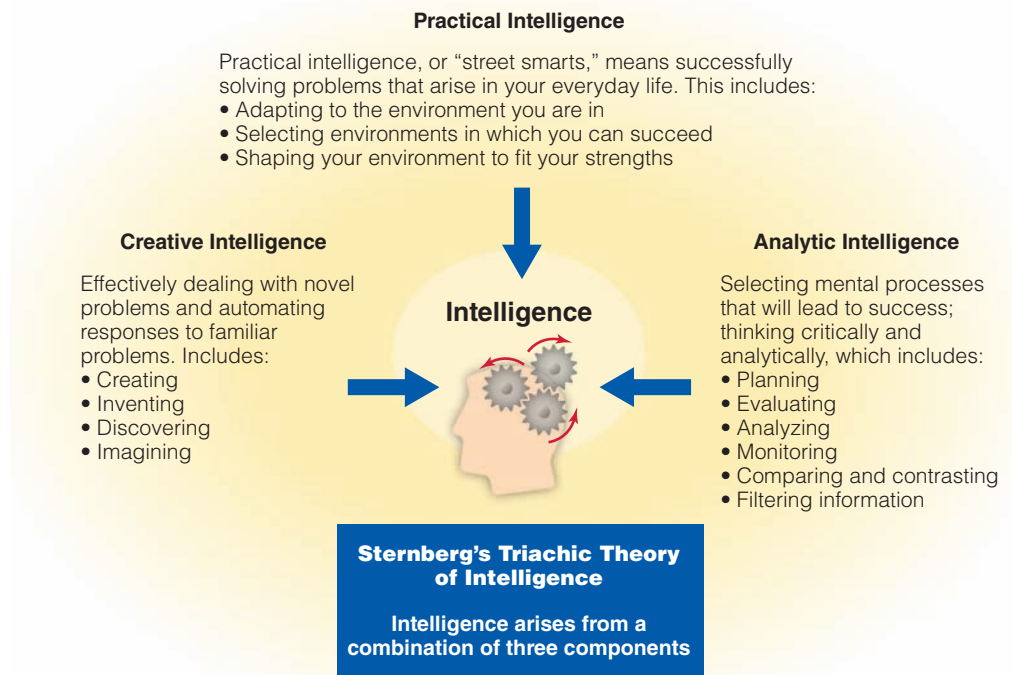 Practical Intelligence
Practical intelligence, or “street smarts,” means successfully
solving problems that arise in your everyday life. This includes:
• Adapting to the environment you are in
• Selecting environments in which you can succeed
• Shaping your environment to fit your strengths
Creative Intelligence
Effectively dealing with novel
problems and automating
responses to familiar
problems. Includes:
• Creating
• Inventing
• Discovering
• Imagining
Intelligence
Analytic Intelligence
Selecting mental processes
that will lead to success;
thinking critically and
analytically, which includes:
• Planning
• Evaluating
• Analyzing
• Monitoring
• Comparing and contrasting
• Filtering information
Sternberg’s Triachic Theory
of Intelligence
Intelligence arises from a
combination of three components